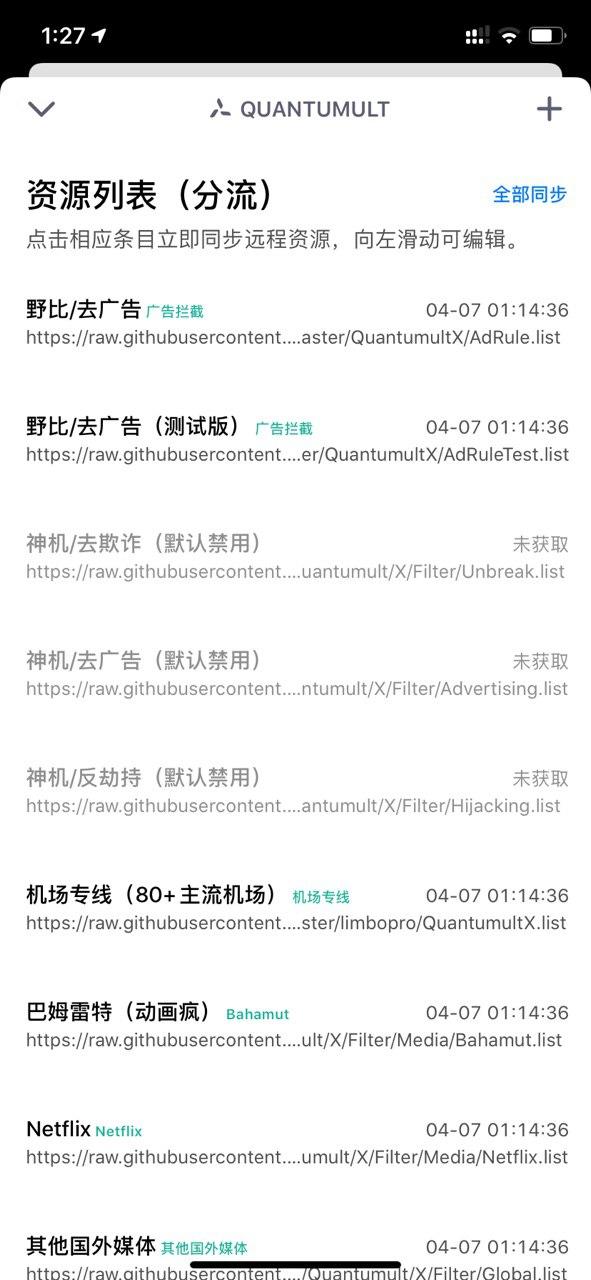 1:27
QUANTUMULT
资源列表（分流）
全部同步
点击相应条目立即同步远程资源，向左滑动可编辑。
野比/去广告 广告拦截 04-07 01:14:36
https://raw.githubusercontent....aster/QuantumultX/AdRule.list
野比/去广告（测试版） 广告拦截 04-07 01:14:36
https://raw.githubusercontent....er/QuantumultX/AdRuleTest.list
神机/去欺诈（默认禁用） 未获取
https://raw.githubusercontent....uantumult/X/Filter/Unbreak.list
神机/去广告（默认禁用） 未获取
https://raw.githubusercontent....ntumult/X/Filter/Advertising.list
神机/反劫持（默认禁用） 未获取
https://raw.githubusercontent....antumult/X/Filter/Hijacking.list
机场专线（80+主流机场） 机场专线 04-07 01:14:36
https://raw.githubusercontent....ster/limbopro/QuantumultX.list
巴姆雷特（动画疯） Bahamut 04-07 01:14:36
https://raw.githubusercontent....ult/X/Filter/Media/Bahamut.list
Netflix Netflix 04-07 01:14:36
https://raw.githubusercontent....umult/X/Filter/Media/Netflix.list
其他国外媒体 其他国外媒体 04-07 01:14:36
https://raw.githubusercontent..../Quantumult/X/Filter/Global.list